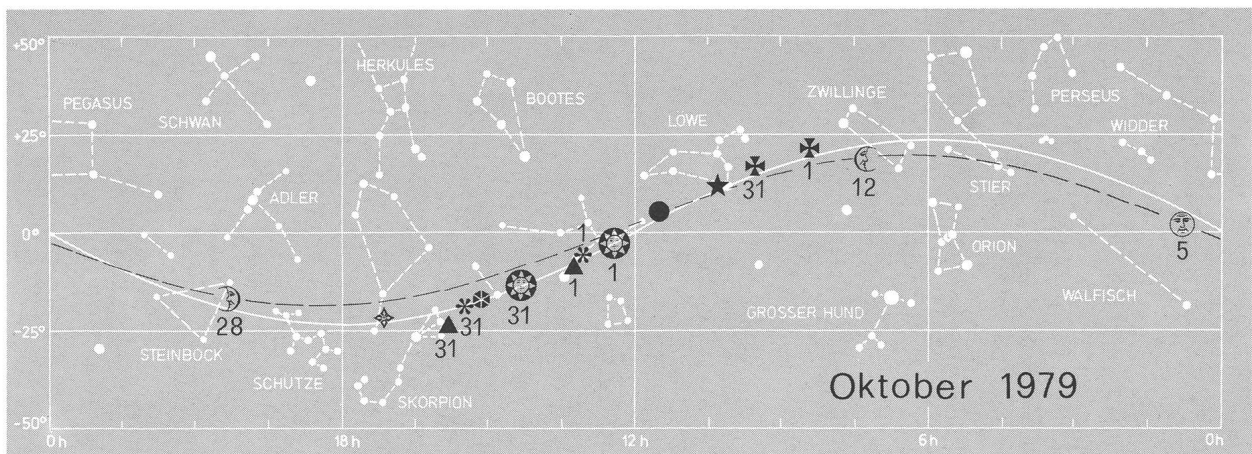 +50°
HERKULES
BOOTES
ZWILLINGE
PERSEUS
PEGASUS
SCHWAN
LÖWE
WIDDER
+25°
31
1
12
ADLER
STIER
0°
1
1
1
5
ORION
31
31
31
28
WALFISCH
GROSSER HUND
-25°
STEINBOCK
SCHÜTZE
SKORPION
Oktober 1979
-50°
0h
18h
12h
6h
0h